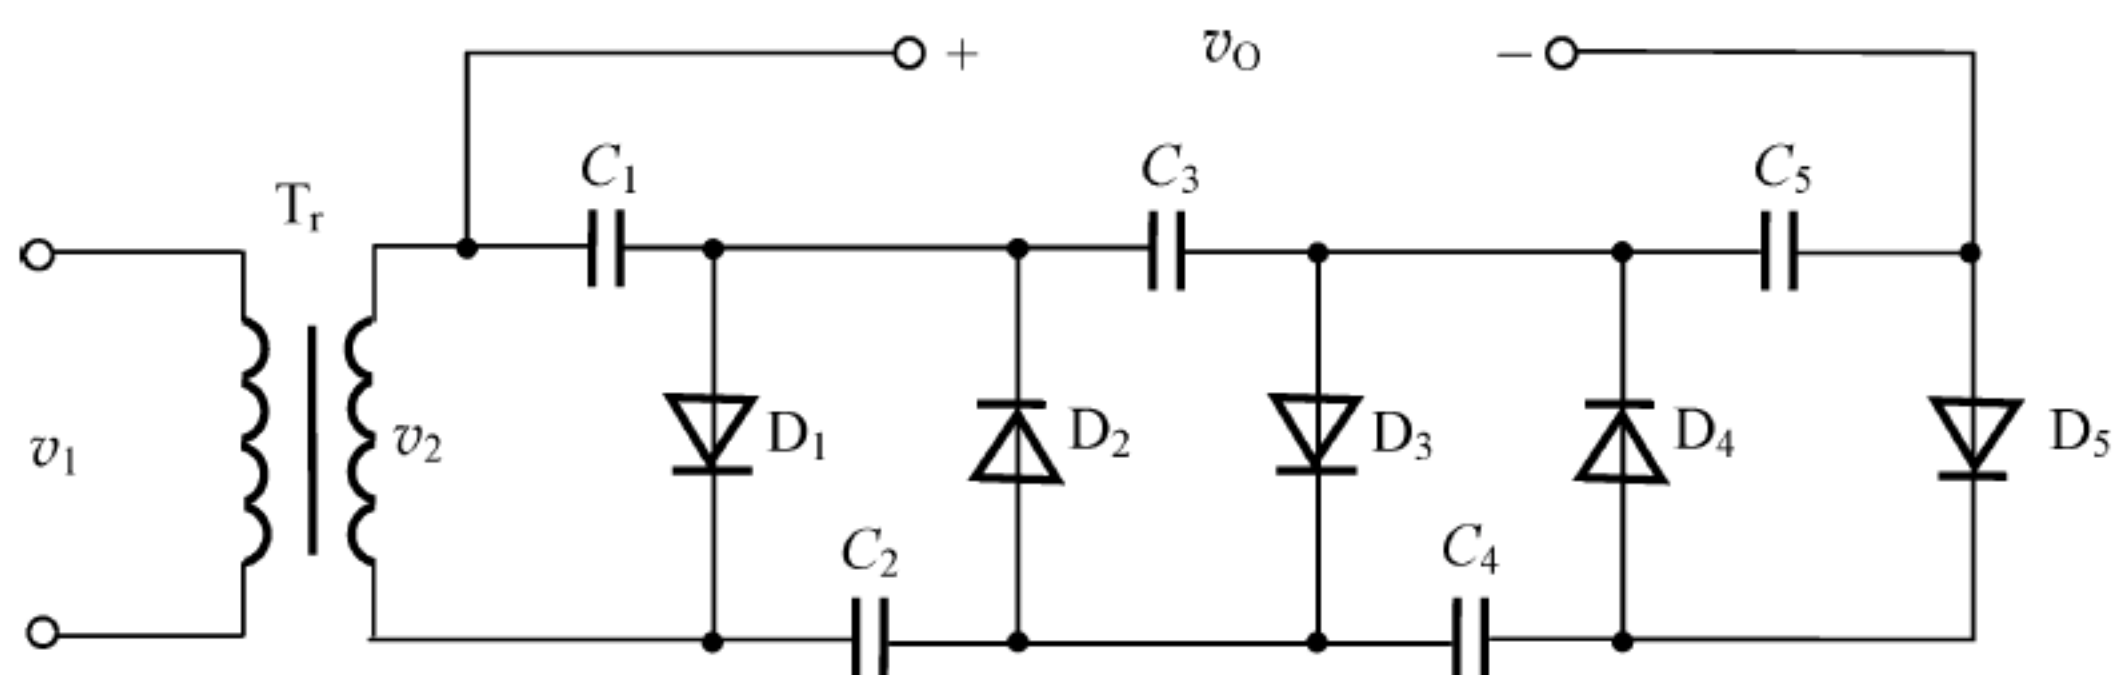 + v_O −
C_1 C_3 C_5
T_r
v_1 v_2 D_1 D_2 D_3 D_4 D_5
C_2 C_4